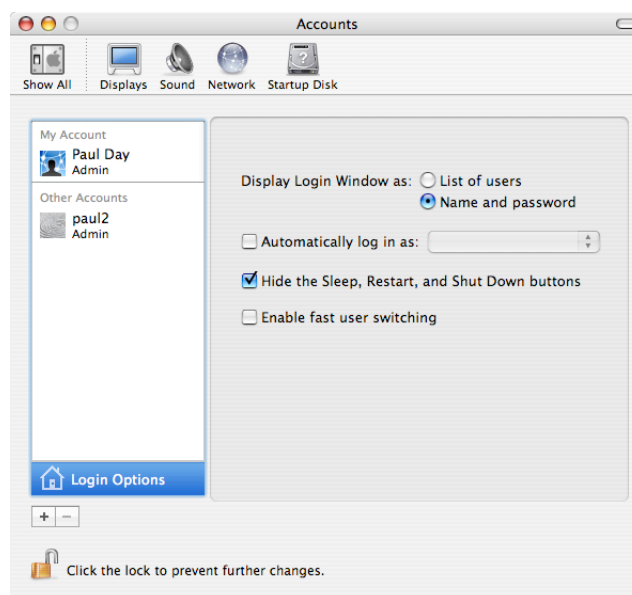 Accounts
Show All Displays Sound Network Startup Disk
My Account
Paul Day
Admin
Other Accounts
paul2
Admin
Login Options
Display Login Window as: List of users
Name and password
Automatically log in as:
Hide the Sleep, Restart, and Shut Down buttons
Enable fast user switching
+ −
Click the lock to prevent further changes.